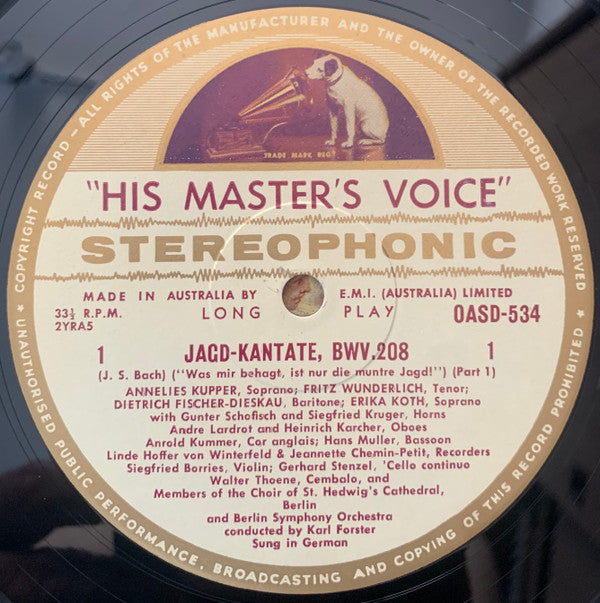 COPYRIGHT RECORD — ALL RIGHTS OF THE MANUFACTURER AND THE OWNER OF THE RECORDED WORK RESERVED
TRADE MARK REGD
"HIS MASTER'S VOICE"
STEREOPHONIC
MADE IN AUSTRALIA BY E.M.I. (AUSTRALIA) LIMITED
33⅓ R.P.M. LONG PLAY OASD-534
2YRA5
1 JAGD-KANTATE, BWV.208 1
(J. S. Bach) ("Was mir behagt, ist nur die muntre Jagd!") (Part 1)
ANNELIES KUPPER, Soprano; FRITZ WUNDERLICH, Tenor;
DIETRICH FISCHER-DIESKAU, Baritone; ERIKA KOTH, Soprano
with Gunter Schofisch and Siegfried Kruger, Horns
Andre Lardrot and Heinrich Karcher, Oboes
Anrold Kummer, Cor anglais; Hans Muller, Bassoon
Linde Hoffer von Winterfeld & Jeannette Chemin-Petit, Recorders
Siegfried Borries, Violin; Gerhard Stenzel, 'Cello continuo
Walter Thoene, Cembalo, and
Members of the Choir of St. Hedwig's Cathedral,
Berlin
and Berlin Symphony Orchestra
conducted by Karl Forster
Sung in German
★ UNAUTHORISED PUBLIC PERFORMANCE, BROADCASTING AND COPYING OF THIS RECORD PROHIBITED ★